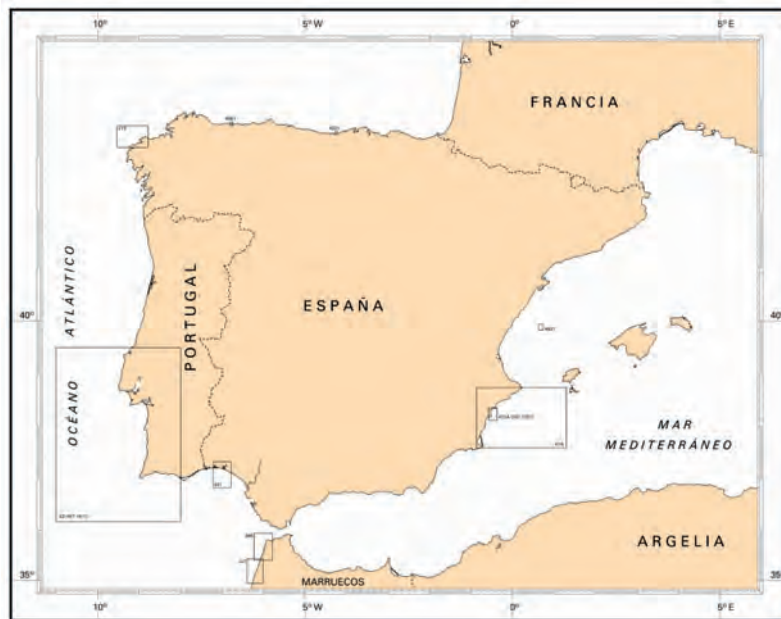 10°
5°W
0°
5°E
FRANCIA
ATLÁNTICO
PORTUGAL
ESPAÑA
40°
40°
OCÉANO
MAR
MEDITERRÁNEO
ARGELIA
MARRUECOS
35°
35°
10°
5°W
0°
5°E